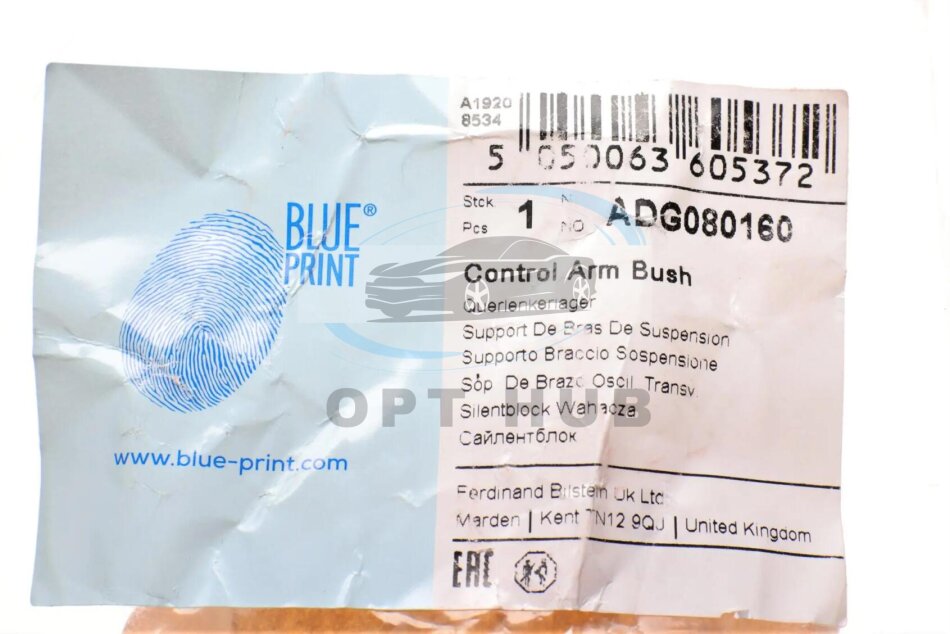 BLUE®
PRINT
www.blue-print.com
A1920
8534
5 050063 605372
Stck
Pcs
1
NO
ADG080160
Control Arm Bush
Querlenkerlager
Support De Bras De Suspension
Supporto Braccio Sospensione
Sop. De Brazo Oscil. Transv.
Silentblock Wahacza
Сайлентблок
Ferdinand Bilstein Uk Ltd
Marden | Kent TN12 9QJ | United Kingdom
EAC
OPT HUB